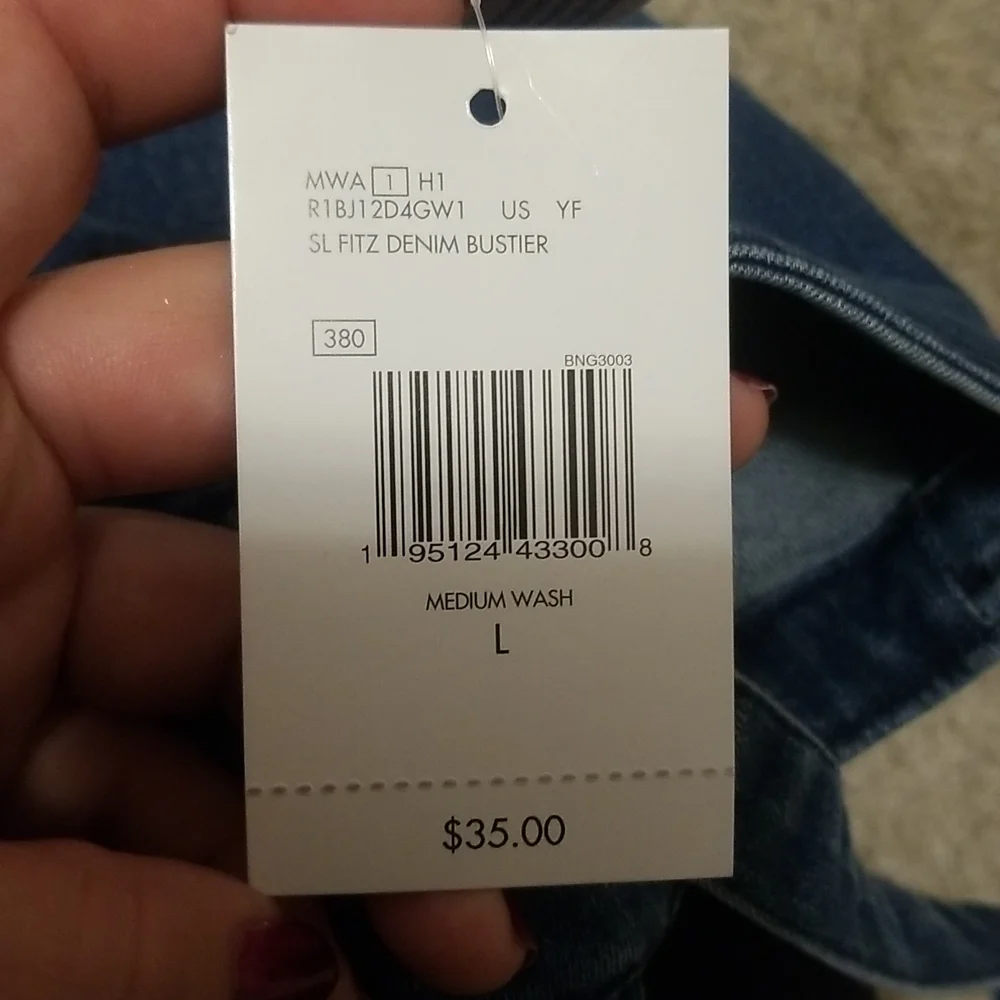 MWA 1 H1
R1BJ12D4GW1 US YF
SL FITZ DENIM BUSTIER
380
BNG3003
1 95124 43300 8
MEDIUM WASH
L
$35.00